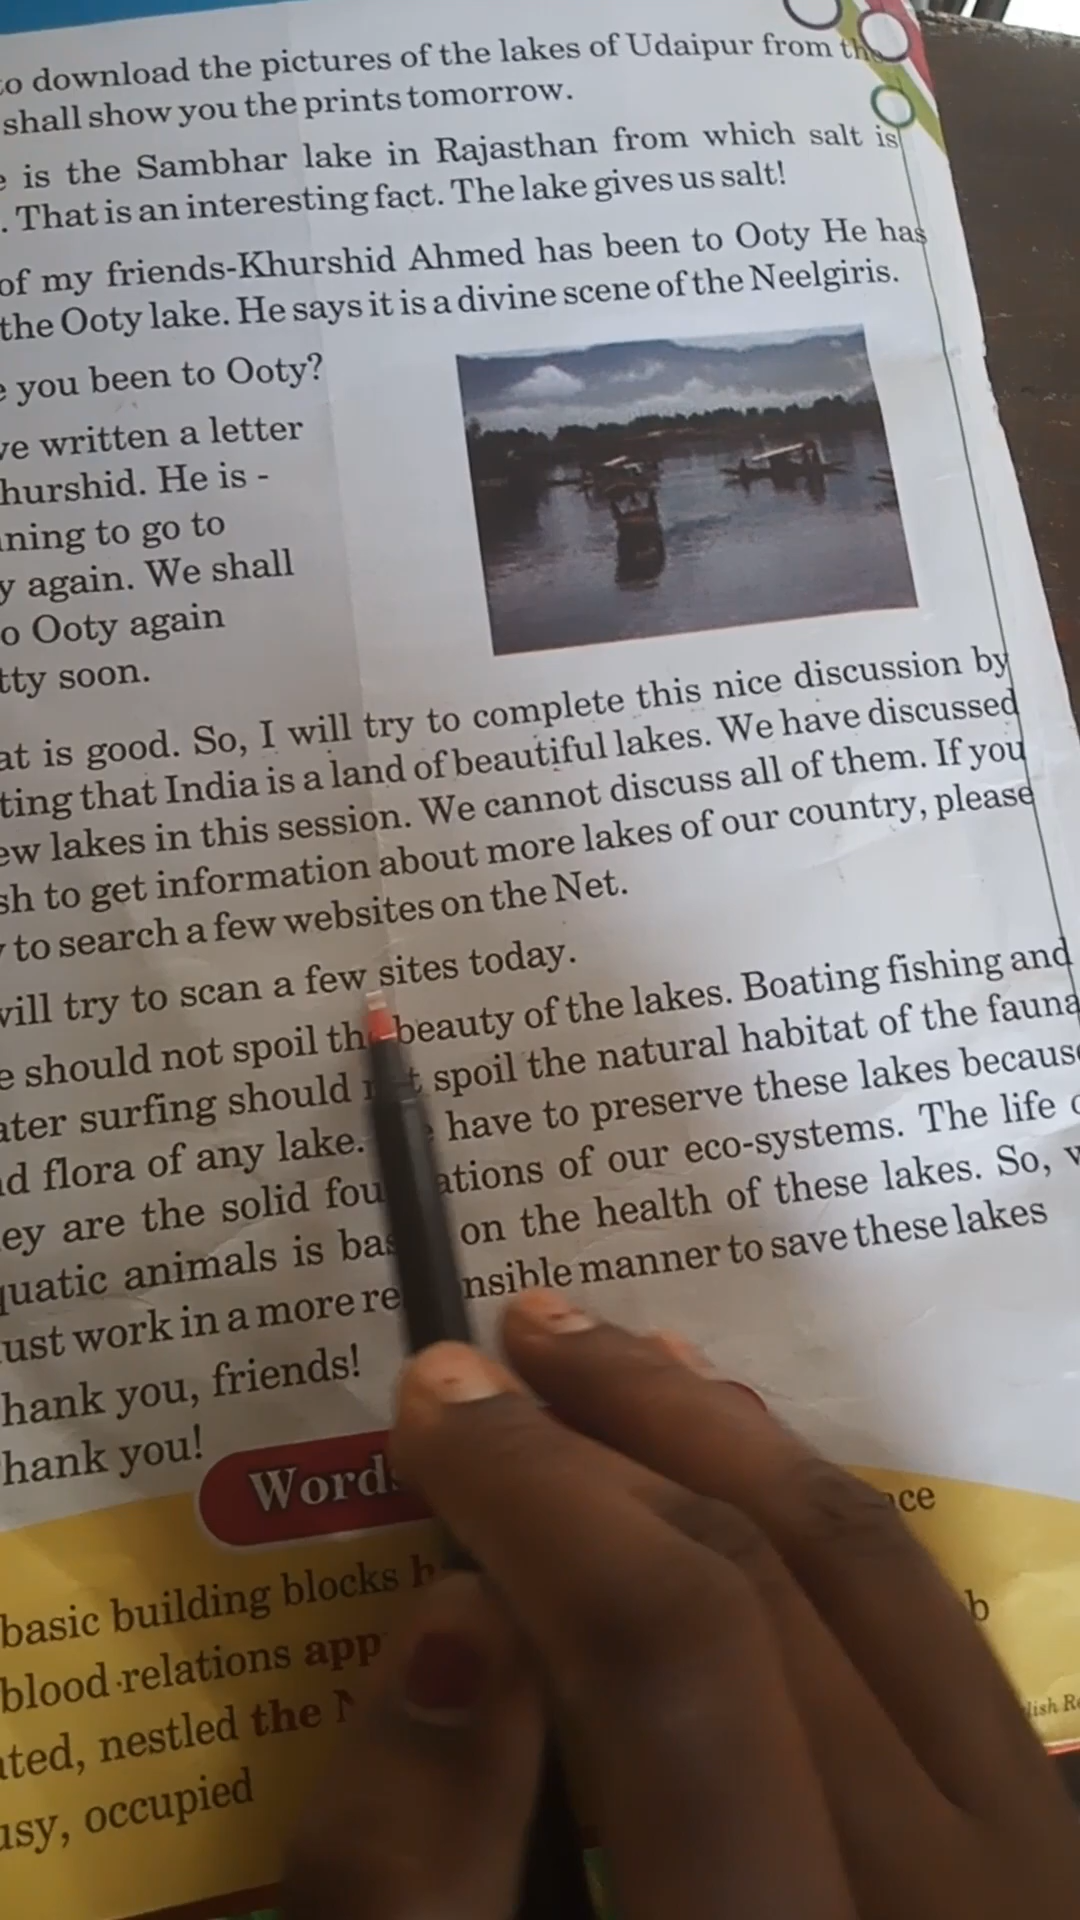 to download the pictures of the lakes of Udaipur from the
shall show you the prints tomorrow.
is the Sambhar lake in Rajasthan from which salt is
. That is an interesting fact. The lake gives us salt!
of my friends-Khurshid Ahmed has been to Ooty He has
the Ooty lake. He says it is a divine scene of the Neelgiris.
you been to Ooty?
written a letter
hurshid. He is -
ning to go to
y again. We shall
o Ooty again
tty soon.
at is good. So, I will try to complete this nice discussion by
ting that India is a land of beautiful lakes. We have discussed
ew lakes in this session. We cannot discuss all of them. If you
sh to get information about more lakes of our country, please
to search a few websites on the Net.
will try to scan a few sites today.
e should not spoil the beauty of the lakes. Boating fishing and
ater surfing should spoil the natural habitat of the fauna
d flora of any lake. have to preserve these lakes because
ey are the solid fou ations of our eco-systems. The life
quatic animals is bas on the health of these lakes. So,
ust work in a more re nsible manner to save these lakes
hank you, friends!
hank you!
Word
ce
basic building blocks h
b
blood relations app
ated, nestled the
usy, occupied
lish Re